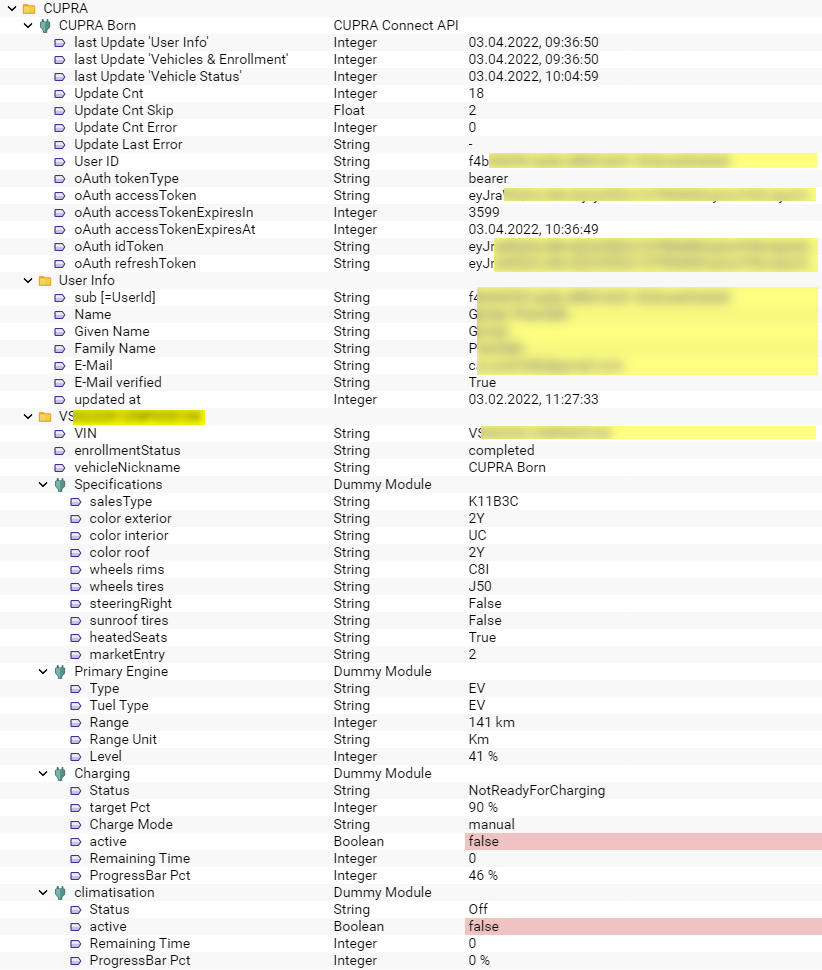 CUPRA
CUPRA Born CUPRA Connect API
last Update 'User Info' Integer 03.04.2022, 09:36:50
last Update 'Vehicles & Enrollment' Integer 03.04.2022, 09:36:50
last Update 'Vehicle Status' Integer 03.04.2022, 10:04:59
Update Cnt Integer 18
Update Cnt Skip Float 2
Update Cnt Error Integer 0
Update Last Error String -
User ID String f4b
oAuth tokenType String bearer
oAuth accessToken String eyJra
oAuth accessTokenExpiresIn Integer 3599
oAuth accessTokenExpiresAt Integer 03.04.2022, 10:36:49
oAuth idToken String eyJr
oAuth refreshToken String eyJr
User Info
sub [=UserId] String f4
Name String G
Given Name String G
Family Name String P
E-Mail String c
E-Mail verified String True
updated at Integer 03.02.2022, 11:27:33
VS
VIN String VS
enrollmentStatus String completed
vehicleNickname String CUPRA Born
Specifications Dummy Module
salesType String K11B3C
color exterior String 2Y
color interior String UC
color roof String 2Y
wheels rims String C8I
wheels tires String J50
steeringRight String False
sunroof tires String False
heatedSeats String True
marketEntry String 2
Primary Engine Dummy Module
Type String EV
Tuel Type String EV
Range Integer 141 km
Range Unit String Km
Level Integer 41 %
Charging Dummy Module
Status String NotReadyForCharging
target Pct Integer 90 %
Charge Mode String manual
active Boolean false
Remaining Time Integer 0
ProgressBar Pct Integer 46 %
climatisation Dummy Module
Status String Off
active Boolean false
Remaining Time Integer 0
ProgressBar Pct Integer 0 %